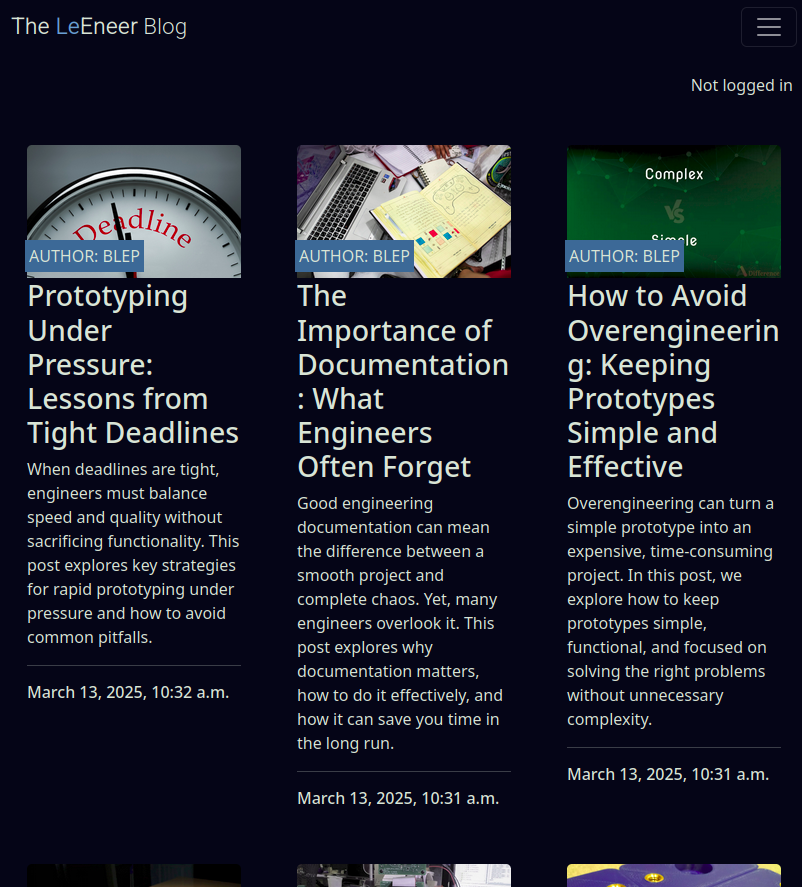 The LeEneer Blog
Not logged in
Deadline
AUTHOR: BLEP
Prototyping
Under
Pressure:
Lessons from
Tight Deadlines
When deadlines are tight,
engineers must balance
speed and quality without
sacrificing functionality. This
post explores key strategies
for rapid prototyping under
pressure and how to avoid
common pitfalls.
March 13, 2025, 10:32 a.m.
AUTHOR: BLEP
The
Importance of
Documentation
: What
Engineers
Often Forget
Good engineering
documentation can mean
the difference between a
smooth project and
complete chaos. Yet, many
engineers overlook it. This
post explores why
documentation matters,
how to do it effectively, and
how it can save you time in
the long run.
March 13, 2025, 10:31 a.m.
Complex
VS
Simple
AUTHOR: BLEP
How to Avoid
Overengineerin
g: Keeping
Prototypes
Simple and
Effective
Overengineering can turn a
simple prototype into an
expensive, time-consuming
project. In this post, we
explore how to keep
prototypes simple,
functional, and focused on
solving the right problems
without unnecessary
complexity.
March 13, 2025, 10:31 a.m.